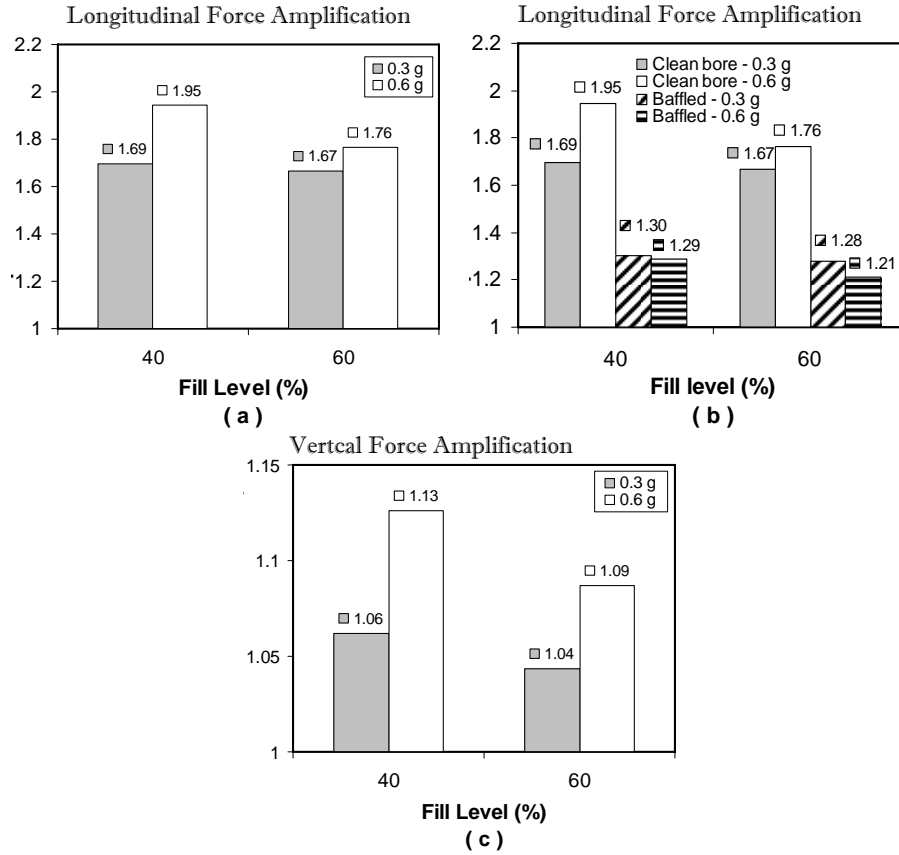 Longitudinal Force Amplification
2.2
2
1.8
1.6
1.4
1.2
1
0.3 g
0.6 g
1.69
1.95
1.67
1.76
40
60
Fill Level (%)
( a )
Longitudinal Force Amplification
2.2
2
1.8
1.6
1.4
1.2
1
Clean bore - 0.3 g
Clean bore - 0.6 g
Baffled - 0.3 g
Baffled - 0.6 g
1.69
1.95
1.30
1.29
1.67
1.76
1.28
1.21
40
60
Fill level (%)
( b )
Vertcal Force Amplification
1.15
1.1
1.05
1
0.3 g
0.6 g
1.06
1.13
1.04
1.09
40
60
Fill Level (%)
( c )